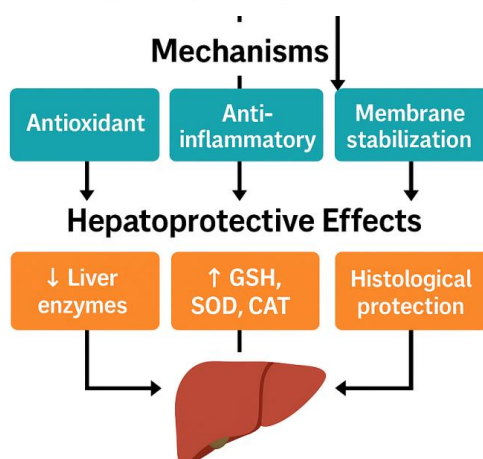 Mechanisms
Antioxidant
Anti-
inflammatory
Membrane
stabilization
Hepatoprotective Effects
↓ Liver
enzymes
↑ GSH,
SOD, CAT
Histological
protection